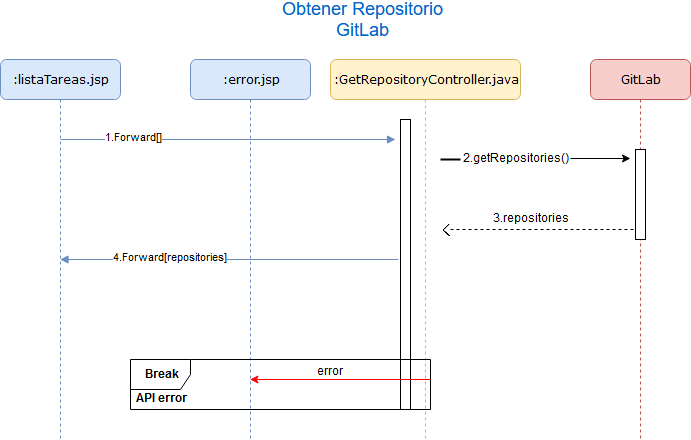 Obtener Repositorio
GitLab
:listaTareas.jsp
:error.jsp
:GetRepositoryController.java
GitLab
1.Forward[]
2.getRepositories()
3.repositories
4.Forward[repositories]
Break
error
API error